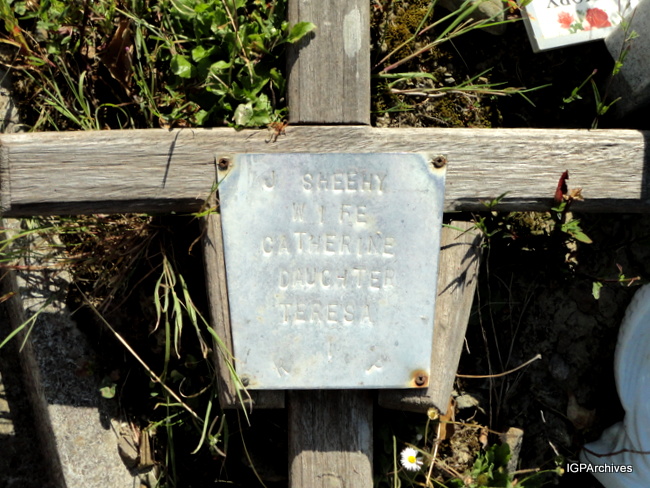 J SHEEHY
WIFE
CATHERINE
DAUGHTER
TERESA
IGPArchives